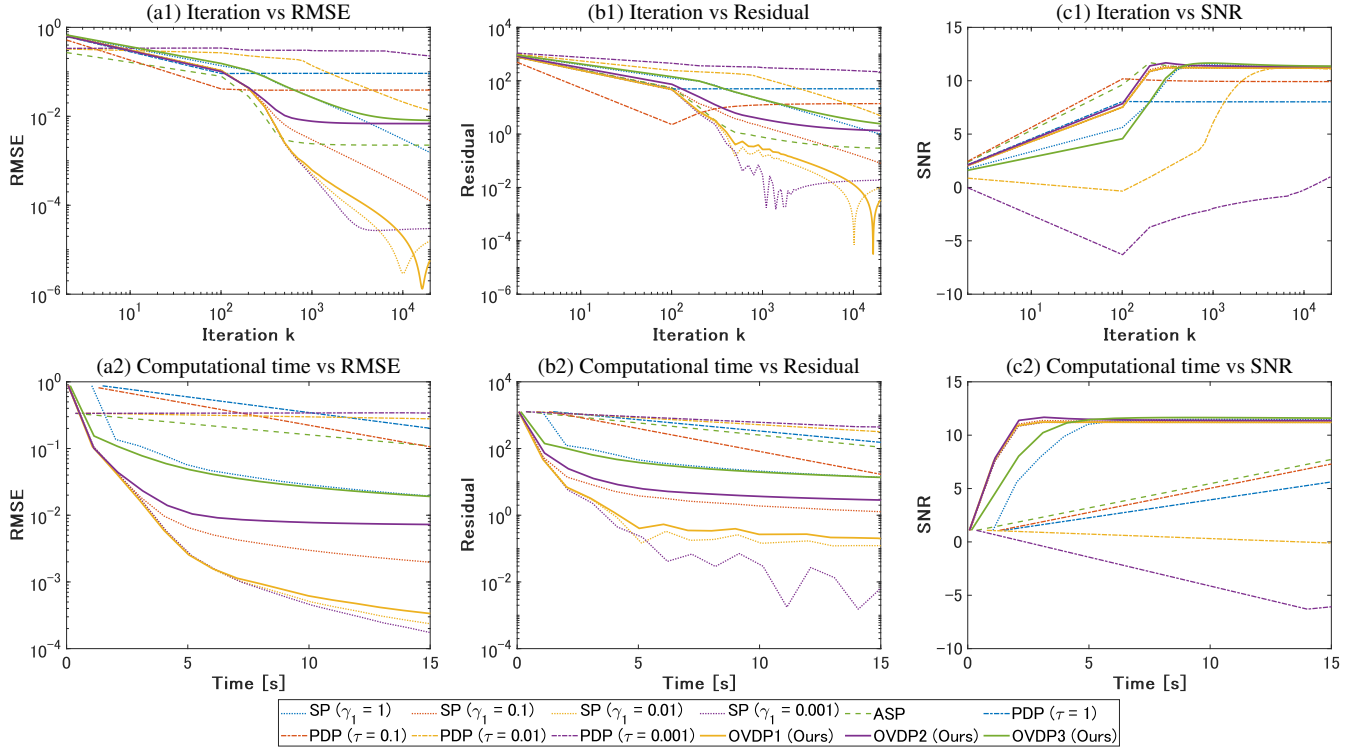 (a1) Iteration vs RMSE
(b1) Iteration vs Residual
(c1) Iteration vs SNR
10^0
10^-2
10^-4
10^-6
RMSE
10^1
10^2
10^3
10^4
Iteration k
10^4
10^2
10^0
10^-2
10^-4
10^-6
Residual
10^1
10^2
10^3
10^4
Iteration k
15
10
5
0
-5
-10
SNR
10^1
10^2
10^3
10^4
Iteration k
(a2) Computational time vs RMSE
(b2) Computational time vs Residual
(c2) Computational time vs SNR
10^0
10^-1
10^-2
10^-3
10^-4
RMSE
0
5
10
15
Time [s]
10^4
10^2
10^0
10^-2
10^-4
Residual
0
5
10
15
Time [s]
15
10
5
0
-5
-10
SNR
0
5
10
15
Time [s]
SP (γ_1 = 1) SP (γ_1 = 0.1) SP (γ_1 = 0.01) SP (γ_1 = 0.001) ASP PDP (τ = 1)
PDP (τ = 0.1) PDP (τ = 0.01) PDP (τ = 0.001) OVDP1 (Ours) OVDP2 (Ours) OVDP3 (Ours)